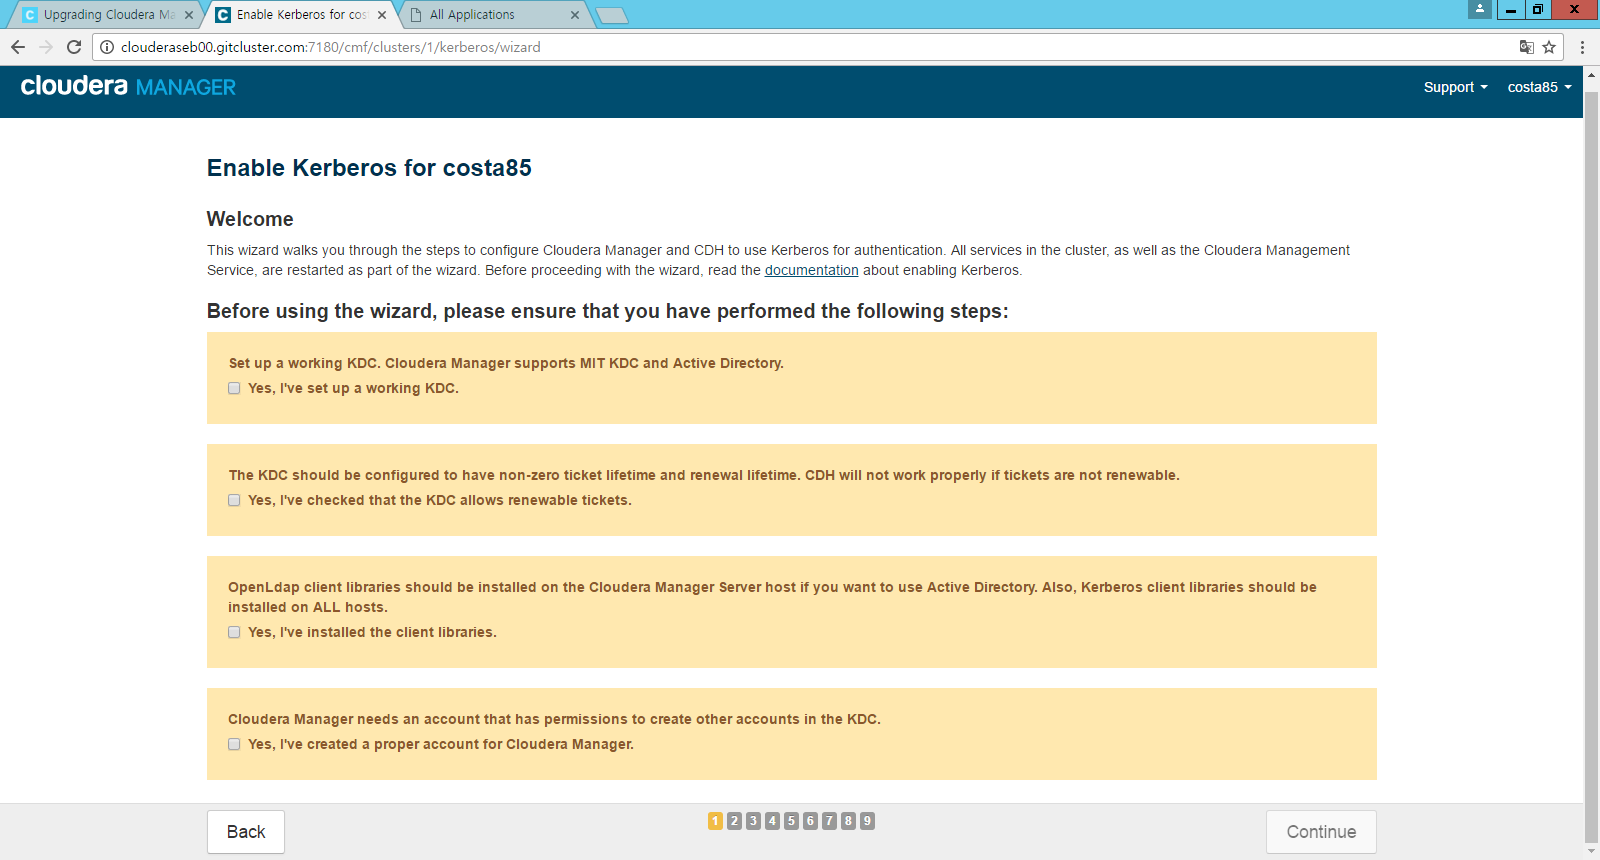 Upgrading Cloudera Ma
Enable Kerberos for cost
All Applications
clouderaseb00.gitcluster.com:7180/cmf/clusters/1/kerberos/wizard
cloudera MANAGER
Support
costa85
Enable Kerberos for costa85
Welcome
This wizard walks you through the steps to configure Cloudera Manager and CDH to use Kerberos for authentication. All services in the cluster, as well as the Cloudera Management
Service, are restarted as part of the wizard. Before proceeding with the wizard, read the documentation about enabling Kerberos.
Before using the wizard, please ensure that you have performed the following steps:
Set up a working KDC. Cloudera Manager supports MIT KDC and Active Directory.
Yes, I've set up a working KDC.
The KDC should be configured to have non-zero ticket lifetime and renewal lifetime. CDH will not work properly if tickets are not renewable.
Yes, I've checked that the KDC allows renewable tickets.
OpenLdap client libraries should be installed on the Cloudera Manager Server host if you want to use Active Directory. Also, Kerberos client libraries should be
installed on ALL hosts.
Yes, I've installed the client libraries.
Cloudera Manager needs an account that has permissions to create other accounts in the KDC.
Yes, I've created a proper account for Cloudera Manager.
Back
1 2 3 4 5 6 7 8 9
Continue